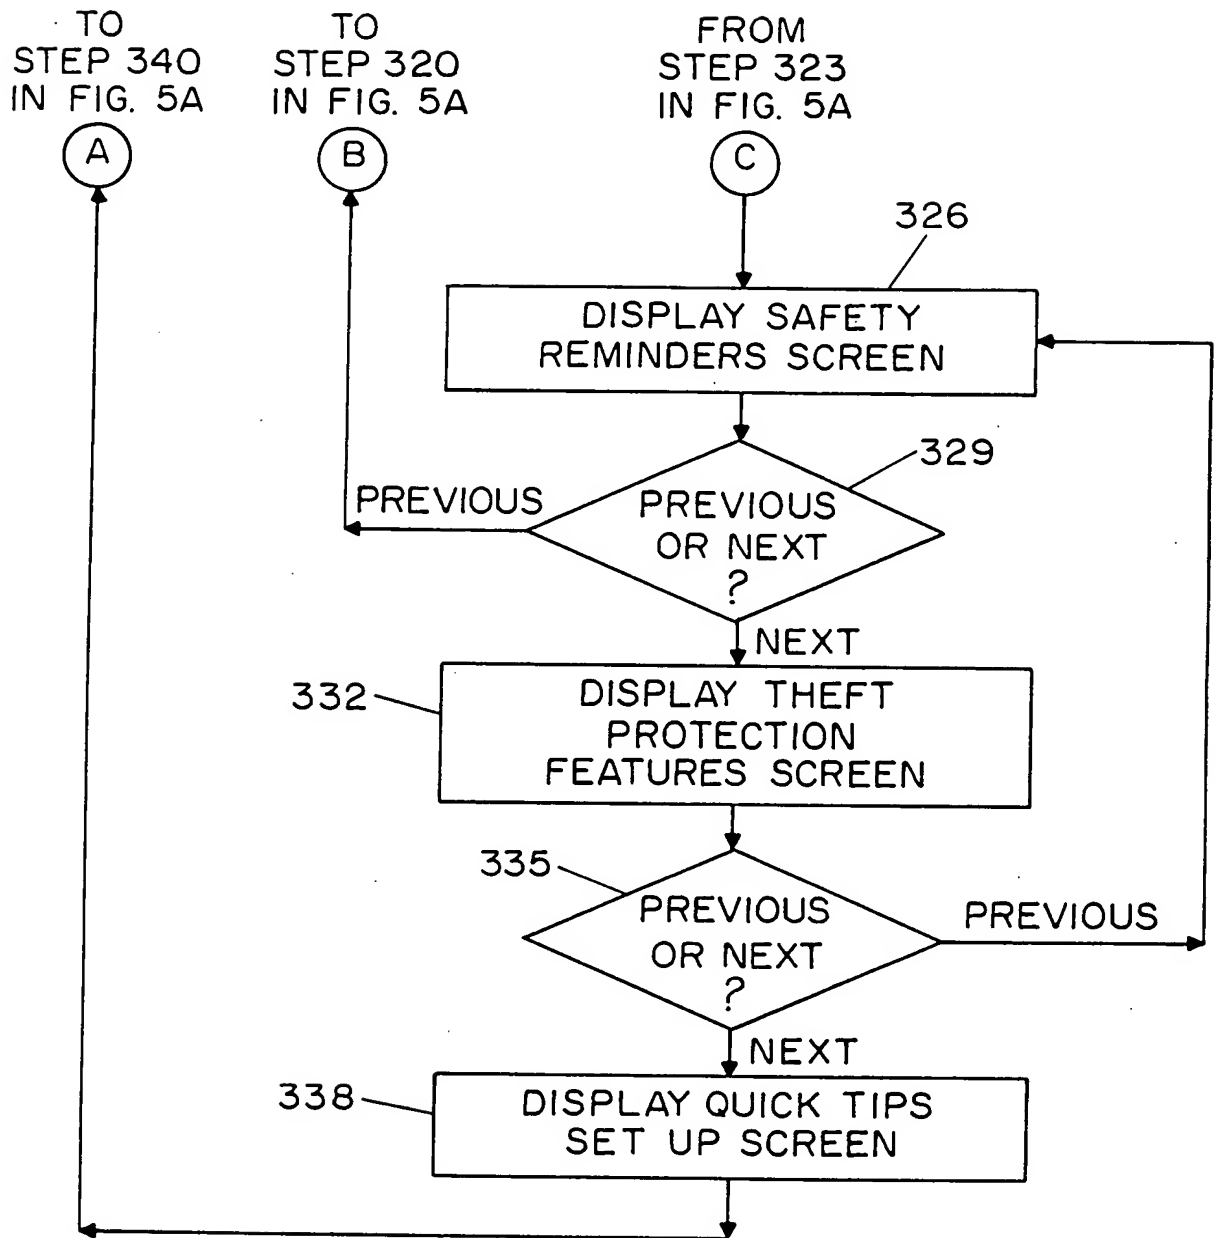 TO
STEP 340
IN FIG. 5A
A
TO
STEP 320
IN FIG. 5A
B
FROM
STEP 323
IN FIG. 5A
C
326
DISPLAY SAFETY
REMINDERS SCREEN
329
PREVIOUS
PREVIOUS
OR NEXT
?
NEXT
332
DISPLAY THEFT
PROTECTION
FEATURES SCREEN
335
PREVIOUS
OR NEXT
?
PREVIOUS
NEXT
338
DISPLAY QUICK TIPS
SET UP SCREEN